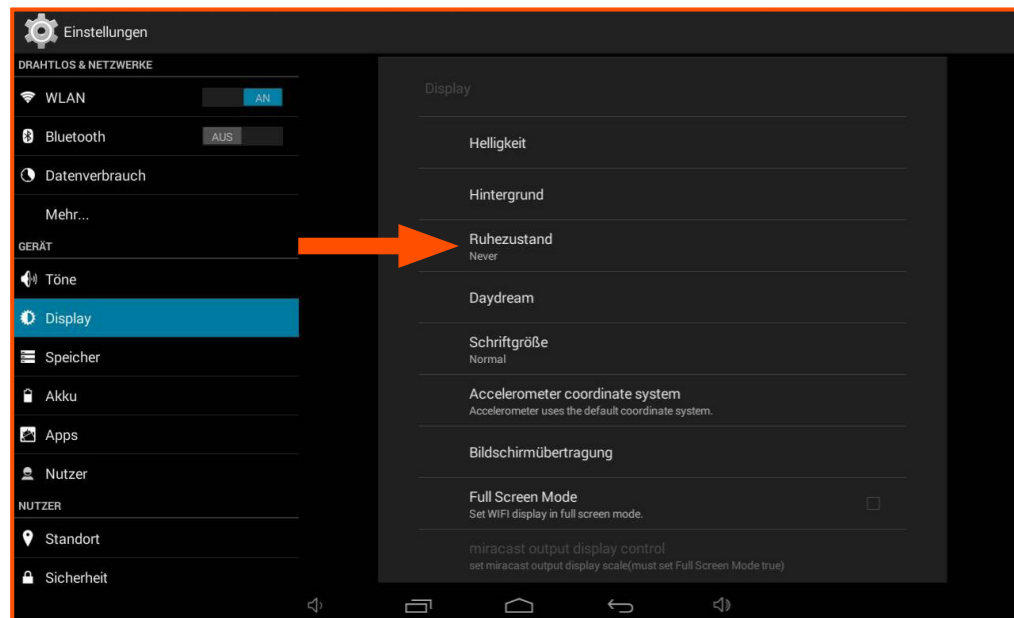 Einstellungen
DRAHTLOS & NETZWERKE
WLAN
AN
Bluetooth
AUS
Datenverbrauch
Mehr...
GERÄT
Töne
Display
Speicher
Akku
Apps
Nutzer
NUTZER
Standort
Sicherheit
Display
Helligkeit
Hintergrund
Ruhezustand
Never
Daydream
Schriftgröße
Normal
Accelerometer coordinate system
Accelerometer uses the default coordinate system.
Bildschirmübertragung
Full Screen Mode
Set WIFI display in full screen mode.
miracast output display control
set miracast output display scale(must set Full Screen Mode true)